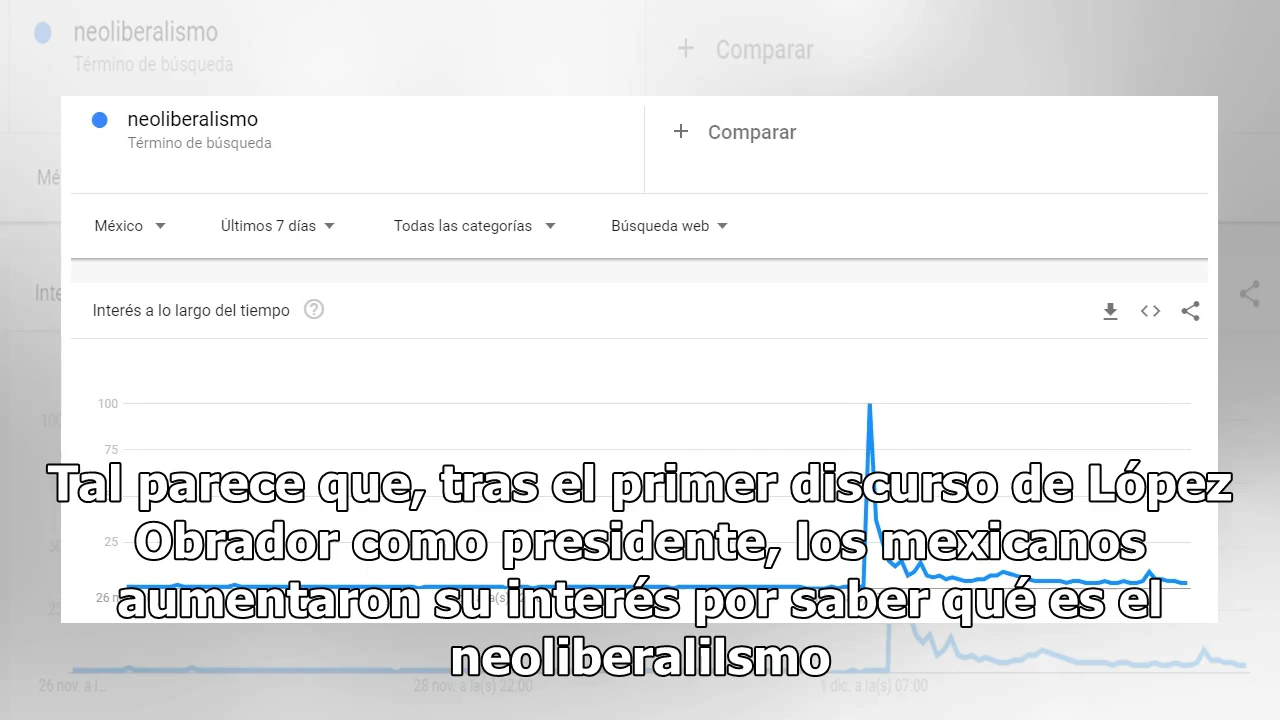 neoliberalismo
Término de búsqueda
+ Comparar
neoliberalismo
Término de búsqueda
+ Comparar
México
Últimos 7 días
Todas las categorías
Búsqueda web
Interés a lo largo del tiempo
100
75
25
Tal parece que, tras el primer discurso de López
Obrador como presidente, los mexicanos
aumentaron su interés por saber qué es el
neoliberalilsmo
26 nov. a l...
28 nov. a la(s) 22:00
1 dic. a la(s) 07:00